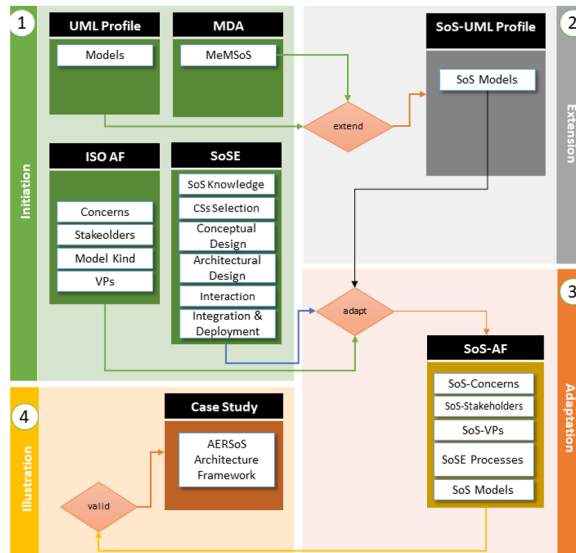 1
UML Profile
MDA
Models
MeMSoS
extend
SoS-UML Profile
SoS Models
2
Extension
Initiation
ISO AF
Concerns
Stakeolders
Model Kind
VPs
SoSE
SoS Knowledge
CSs Selection
Conceptual
Design
Architectural
Design
Interaction
Integration &
Deployment
adapt
3
Adaptation
SoS-AF
SoS-Concerns
SoS-Stakeholders
SoS-VPs
SoSE Processes
SoS Models
4
Illustration
Case Study
AERSoS
Architecture
Framework
valid